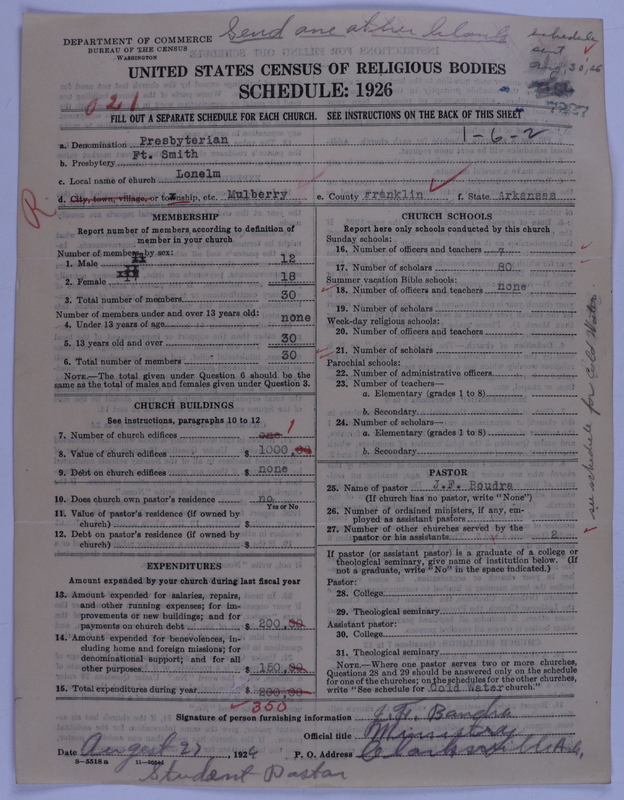 Send one other blank
schedule
sent
Aug 30, 26
DEPARTMENT OF COMMERCE
BUREAU OF THE CENSUS
WASHINGTON
UNITED STATES CENSUS OF RELIGIOUS BODIES
SCHEDULE: 1926
021
7227
FILL OUT A SEPARATE SCHEDULE FOR EACH CHURCH. SEE INSTRUCTIONS ON THE BACK OF THIS SHEET
1-6-2
a. Denomination Presbyterian
b. Presbytery Ft. Smith
c. Local name of church Lonelm
d. City, town, village, or township, etc. Mulberry e. County Franklin f. State Arkansas
R
MEMBERSHIP
Report number of members according to definition of
member in your church
Number of members by sex:
1. Male 12
2. Female 18
3. Total number of members 30
Number of members under and over 13 years old:
4. Under 13 years of age none
5. 13 years old and over 30
6. Total number of members 30
NOTE.—The total given under Question 6 should be the
same as the total of males and females given under Question 3.
CHURCH BUILDINGS
See instructions, paragraphs 10 to 12
7. Number of church edifices one 1
8. Value of church edifices $ 1000.00
9. Debt on church edifices $ none
10. Does church own pastor's residence no
Yes or No
11. Value of pastor's residence (if owned by
church) $
12. Debt on pastor's residence (if owned by
church) $
EXPENDITURES
Amount expended by your church during last fiscal year
13. Amount expended for salaries, repairs,
and other running expenses; for im-
provements or new buildings; and for
payments on church debt $ 200.00
14. Amount expended for benevolences, in-
cluding home and foreign missions; for
denominational support; and for all
other purposes $ 150.00
15. Total expenditures during year $ 200.00
350
CHURCH SCHOOLS
Report here only schools conducted by this church
Sunday schools:
16. Number of officers and teachers 7
17. Number of scholars 80
Summer vacation Bible schools:
18. Number of officers and teachers none
19. Number of scholars
Week-day religious schools:
20. Number of officers and teachers
21. Number of scholars
Parochial schools:
22. Number of administrative officers
23. Number of teachers—
a. Elementary (grades 1 to 8)
b. Secondary
24. Number of scholars—
a. Elementary (grades 1 to 8)
b. Secondary
PASTOR
25. Name of pastor J.F. Boudra
(If church has no pastor, write "None")
26. Number of ordained ministers, if any, em-
ployed as assistant pastors
27. Number of other churches served by the
pastor or his assistants 2
If pastor (or assistant pastor) is a graduate of a college or
theological seminary, give name of institution below. (If
not a graduate, write "No" in the space indicated.)
Pastor:
28. College
29. Theological seminary
Assistant pastor:
30. College
31. Theological seminary
NOTE.—Where one pastor serves two or more churches,
Questions 28 and 29 should be answered only on the schedule
for one of the churches; on the schedules for the other churches,
write "See schedule for Cold Water church."
see schedule for Cold Water
Signature of person furnishing information J. F. Boudra
Official title Ministery
Date August 27, 1926 P. O. Address Clarksville Ark,
8-5518 a
Student Pastor